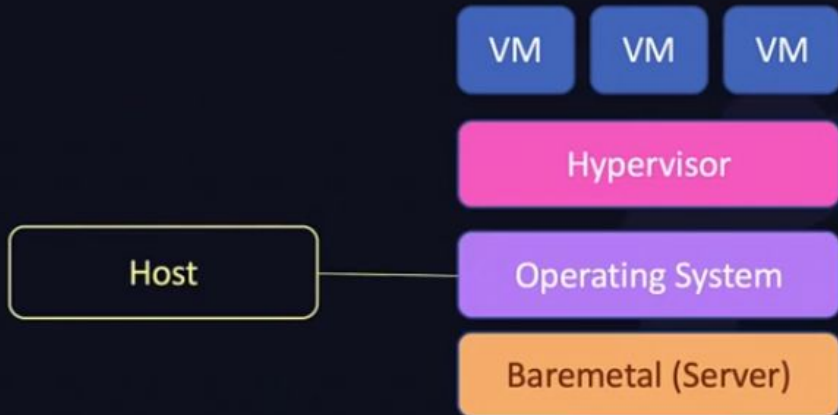 VM VM VM
Hypervisor
Host
Operating System
Baremetal (Server)